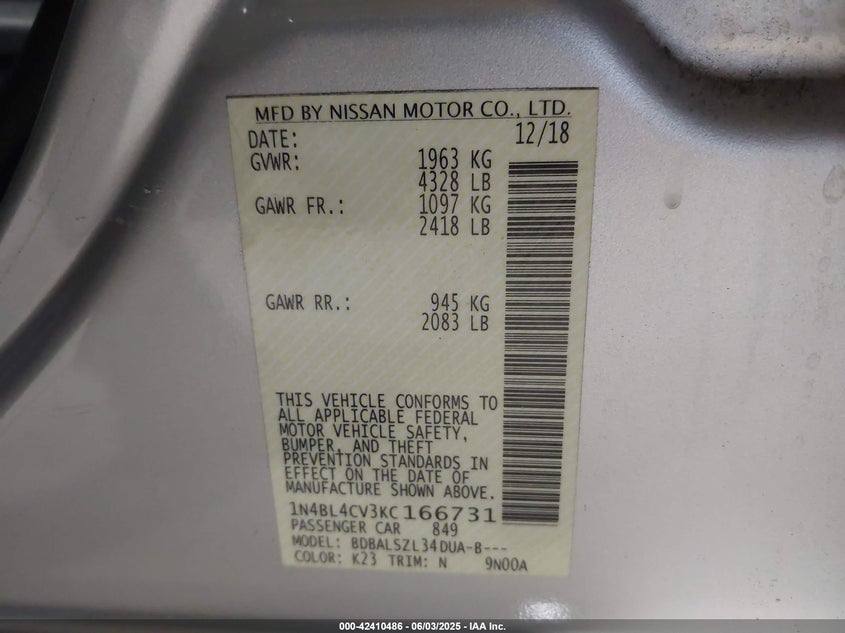 MFD BY NISSAN MOTOR CO., LTD.
DATE: 12/18
GVWR: 1963 KG
4328 LB
GAWR FR.: 1097 KG
2418 LB
GAWR RR.: 945 KG
2083 LB
THIS VEHICLE CONFORMS TO
ALL APPLICABLE FEDERAL
MOTOR VEHICLE SAFETY,
BUMPER, AND THEFT
PREVENTION STANDARDS IN
EFFECT ON THE DATE OF
MANUFACTURE SHOWN ABOVE.
1N4BL4CV3KC166731
PASSENGER CAR 849
MODEL: BDBALSZL34DUA-B---
COLOR: K23 TRIM: N 9N00A
000-42410486 - 06/03/2025 - IAA Inc.